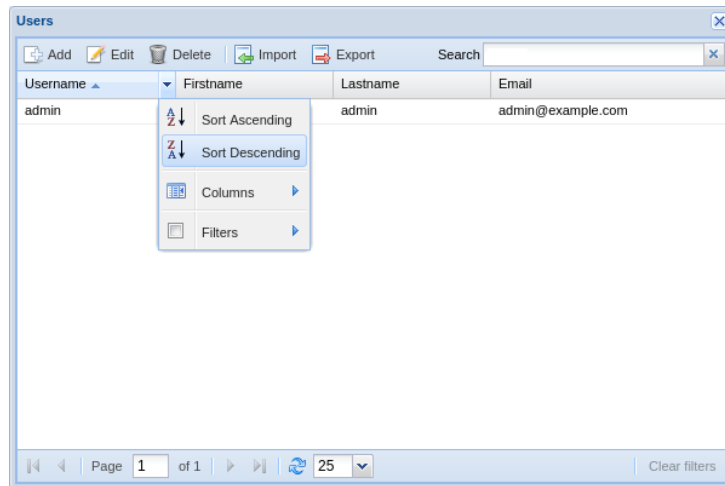 Users
Add Edit Delete Import Export Search
Username Firstname Lastname Email
admin admin admin@example.com
Sort Ascending
Sort Descending
Columns
Filters
Page 1 of 1 25 Clear filters